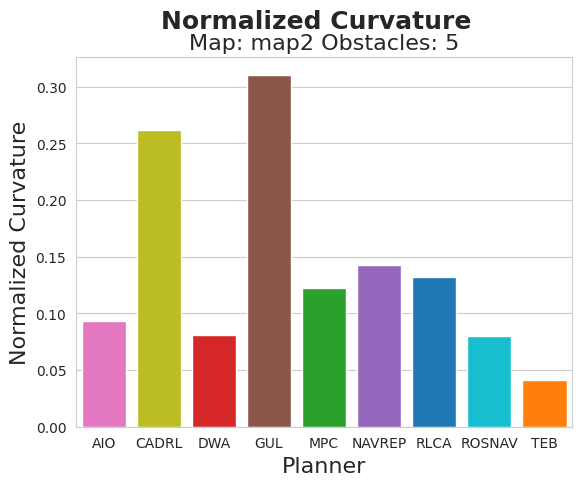 Normalized Curvature
Map: map2 Obstacles: 5
Normalized Curvature
0.30
0.25
0.20
0.15
0.10
0.05
0.00
AIO CADRL DWA GUL MPC NAVREP RLCA ROSNAV TEB
Planner